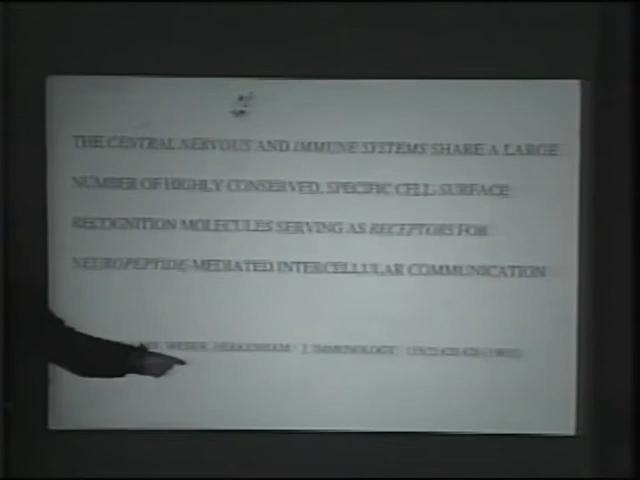 THE CENTRAL NERVOUS AND IMMUNE SYSTEMS SHARE A LARGE
NUMBER OF HIGHLY CONSERVED, SPECIFIC CELL-SURFACE
RECOGNITION MOLECULES SERVING AS RECEPTORS FOR
NEUROPEPTIDE-MEDIATED INTERCELLULAR COMMUNICATION
WEBER, HERKENHAM J. IMMUNOLOGY